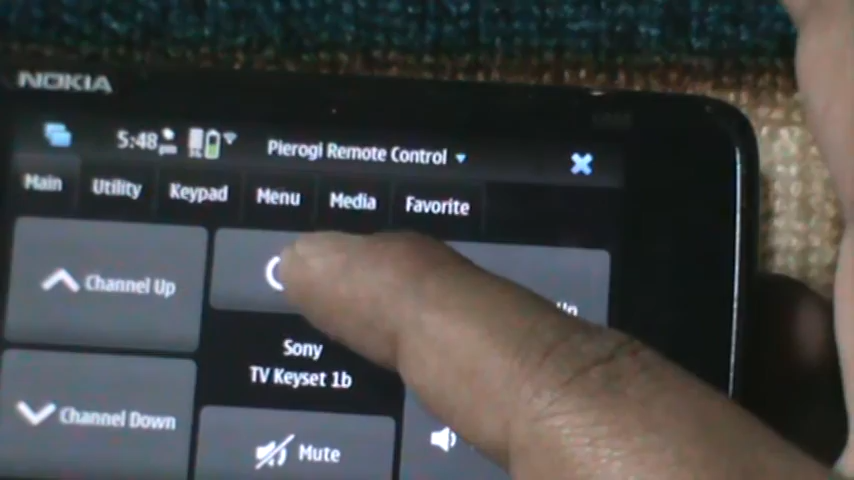 NOKIA
5:48 pm Pierogi Remote Control
Main Utility Keypad Menu Media Favorite
Channel Up
Sony
TV Keyset 1b
Channel Down
Mute